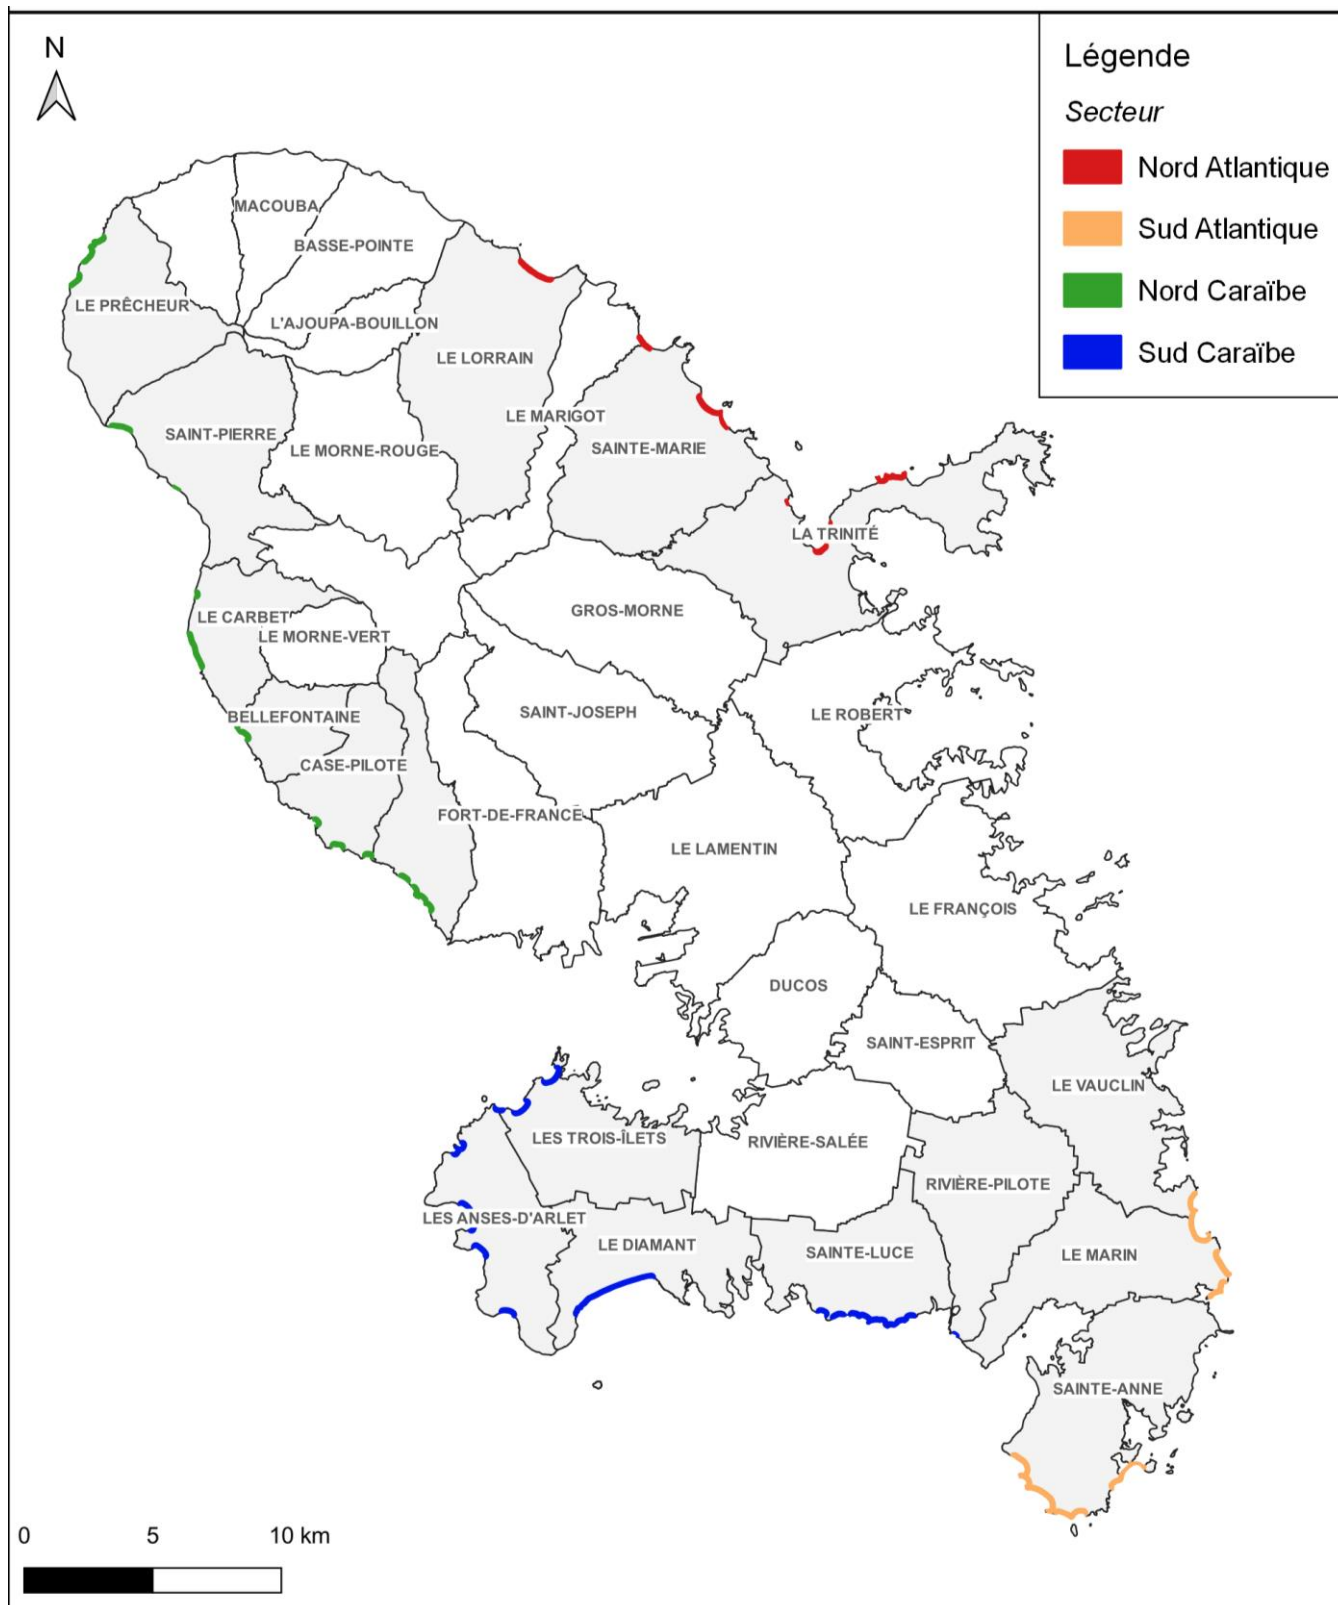 N
Légende
Secteur
Nord Atlantique
Sud Atlantique
Nord Caraïbe
Sud Caraïbe
MACOUBA
BASSE-POINTE
LE PRÊCHEUR
L'AJOUPA-BOUILLON
LE LORRAIN
LE MARIGOT
SAINT-PIERRE
LE MORNE-ROUGE
SAINTE-MARIE
LA TRINITÉ
GROS-MORNE
LE CARBET
LE MORNE-VERT
SAINT-JOSEPH
LE ROBERT
BELLEFONTAINE
CASE-PILOTE
FORT-DE-FRANCE
LE LAMENTIN
LE FRANÇOIS
DUCOS
SAINT-ESPRIT
LE VAUCLIN
LES TROIS-ÎLETS
RIVIÈRE-SALÉE
RIVIÈRE-PILOTE
LES ANSES-D'ARLET
LE DIAMANT
SAINTE-LUCE
LE MARIN
SAINTE-ANNE
0 5 10 km